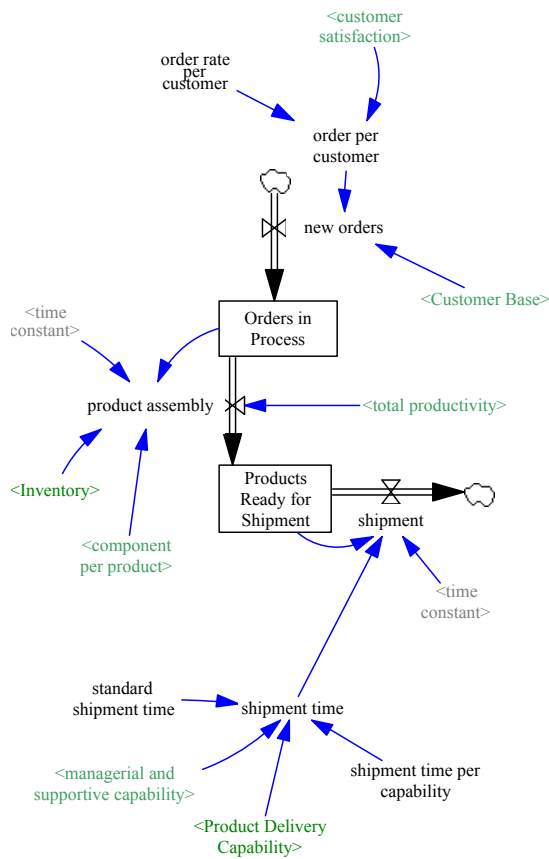 <customer
satisfaction>
order rate
per
customer
order per
customer
new orders
<Customer Base>
Orders in
Process
<time
constant>
product assembly
<total productivity>
<Inventory>
<component
per product>
Products
Ready for
Shipment
shipment
<time
constant>
standard
shipment time
shipment time
<managerial and
supportive capability>
shipment time per
capability
<Product Delivery
Capability>